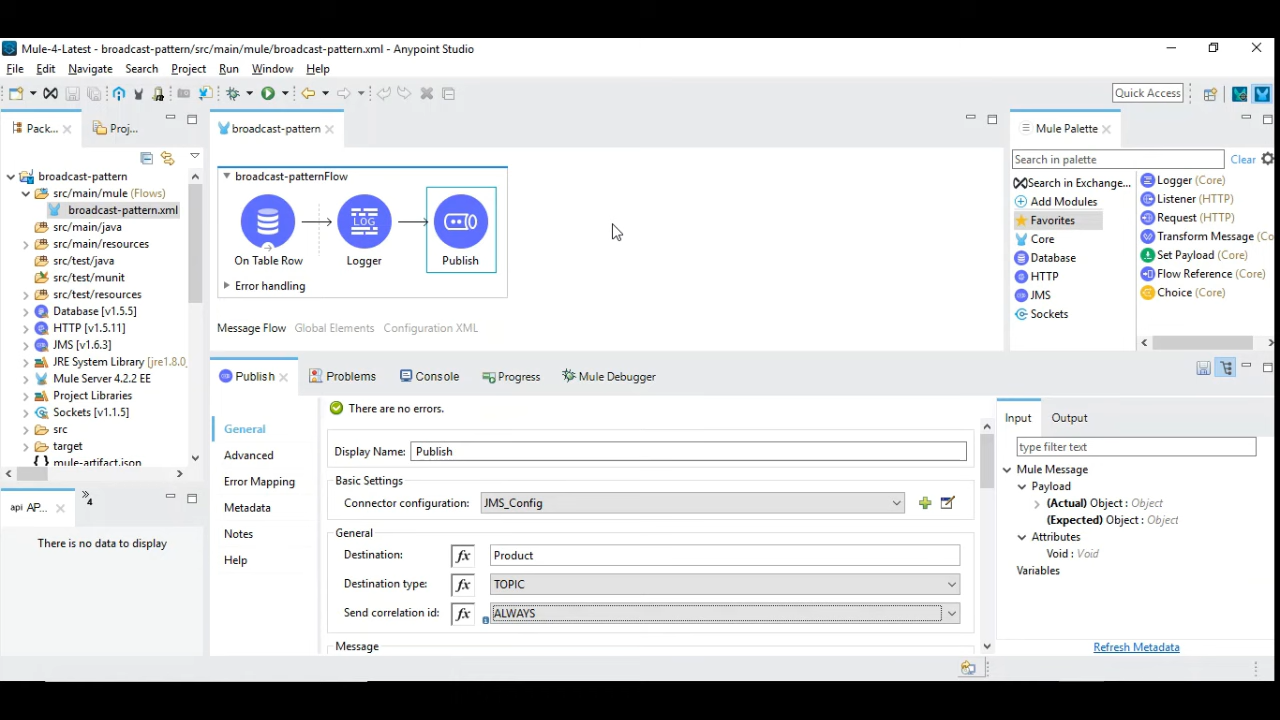 Mule-4-Latest - broadcast-pattern/src/main/mule/broadcast-pattern.xml - Anypoint Studio
File Edit Navigate Search Project Run Window Help
Quick Access
Pack...
Proj...
broadcast-pattern
Mule Palette
broadcast-pattern
src/main/mule (Flows)
broadcast-pattern.xml
src/main/java
src/main/resources
src/test/java
src/test/munit
src/test/resources
Database [v1.5.5]
HTTP [v1.5.11]
JMS [v1.6.3]
JRE System Library [jre1.8.0_
Mule Server 4.2.2 EE
Project Libraries
Sockets [v1.1.5]
src
target
mule-artifact.json
broadcast-patternFlow
LOG
On Table Row
Logger
Publish
Error handling
Message Flow Global Elements Configuration XML
Search in palette
Clear
Search in Exchange...
Add Modules
Favorites
Core
Database
HTTP
JMS
Sockets
Logger (Core)
Listener (HTTP)
Request (HTTP)
Transform Message (Co
Set Payload (Core)
Flow Reference (Core)
Choice (Core)
api AP...
4
There is no data to display
Publish
Problems
Console
Progress
Mule Debugger
There are no errors.
General
Advanced
Error Mapping
Metadata
Notes
Help
Display Name: Publish
Basic Settings
Connector configuration: JMS_Config
General
Destination: fx Product
Destination type: fx TOPIC
Send correlation id: fx ALWAYS
Message
Input
Output
type filter text
Mule Message
Payload
(Actual) Object : Object
(Expected) Object : Object
Attributes
Void : Void
Variables
Refresh Metadata